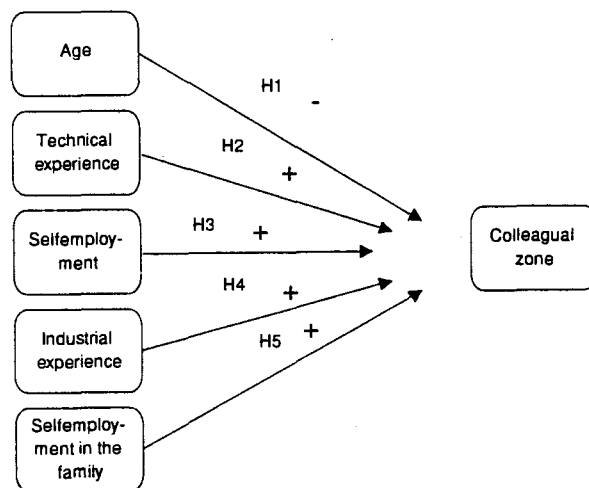 Age
H1
-
Technical
experience
H2
+
Selfemploy-
ment
H3
+
Colleagual
zone
H4
+
Industrial
experience
H5
+
Selfemploy-
ment in the
family